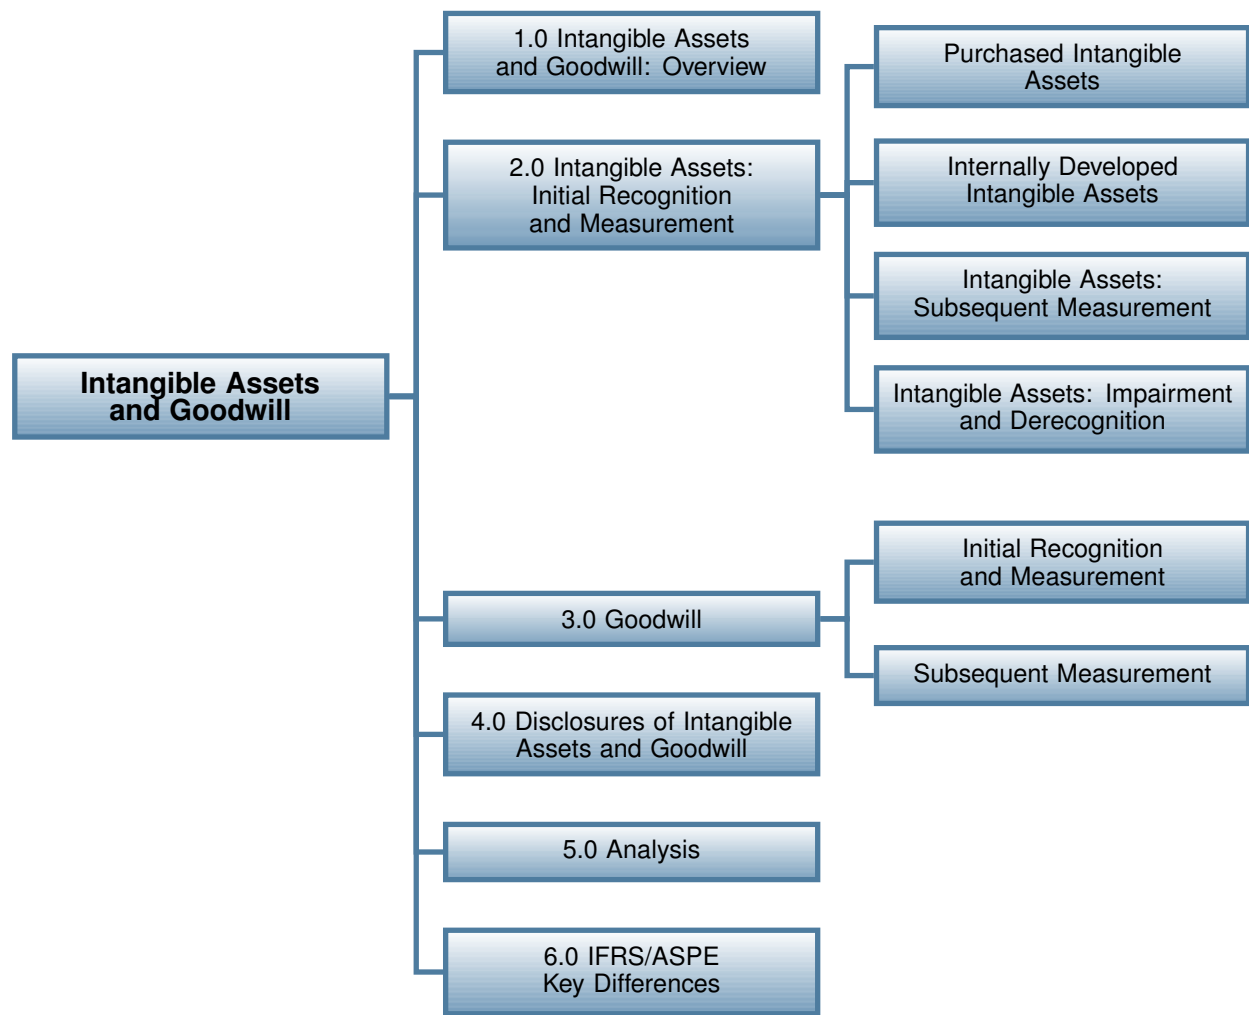 Intangible Assets
and Goodwill
1.0 Intangible Assets
and Goodwill: Overview
2.0 Intangible Assets:
Initial Recognition
and Measurement
Purchased Intangible
Assets
Internally Developed
Intangible Assets
Intangible Assets:
Subsequent Measurement
Intangible Assets: Impairment
and Derecognition
3.0 Goodwill
Initial Recognition
and Measurement
Subsequent Measurement
4.0 Disclosures of Intangible
Assets and Goodwill
5.0 Analysis
6.0 IFRS/ASPE
Key Differences